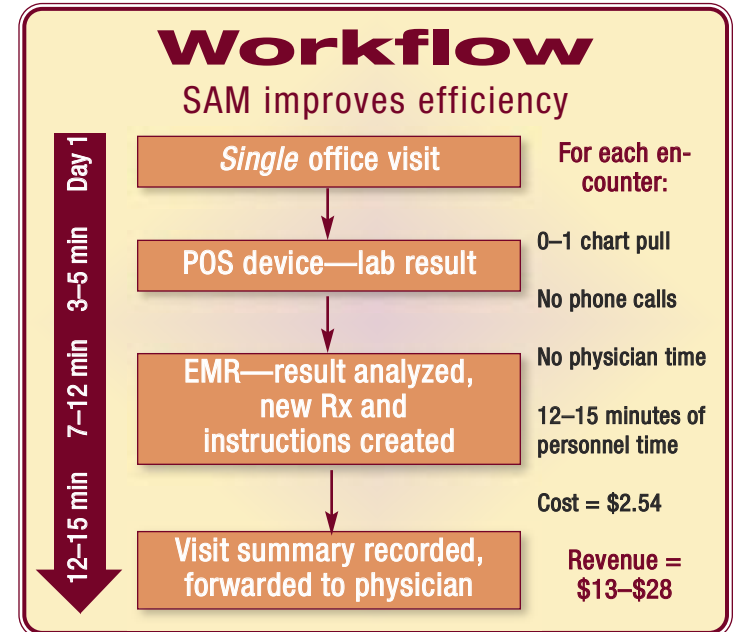 Workflow
SAM improves efficiency
Day 1
3–5 min
7–12 min
12–15 min
Single office visit
POS device—lab result
EMR—result analyzed,
new Rx and
instructions created
Visit summary recorded,
forwarded to physician
For each en-
counter:
0–1 chart pull
No phone calls
No physician time
12–15 minutes of
personnel time
Cost = $2.54
Revenue =
$13–$28